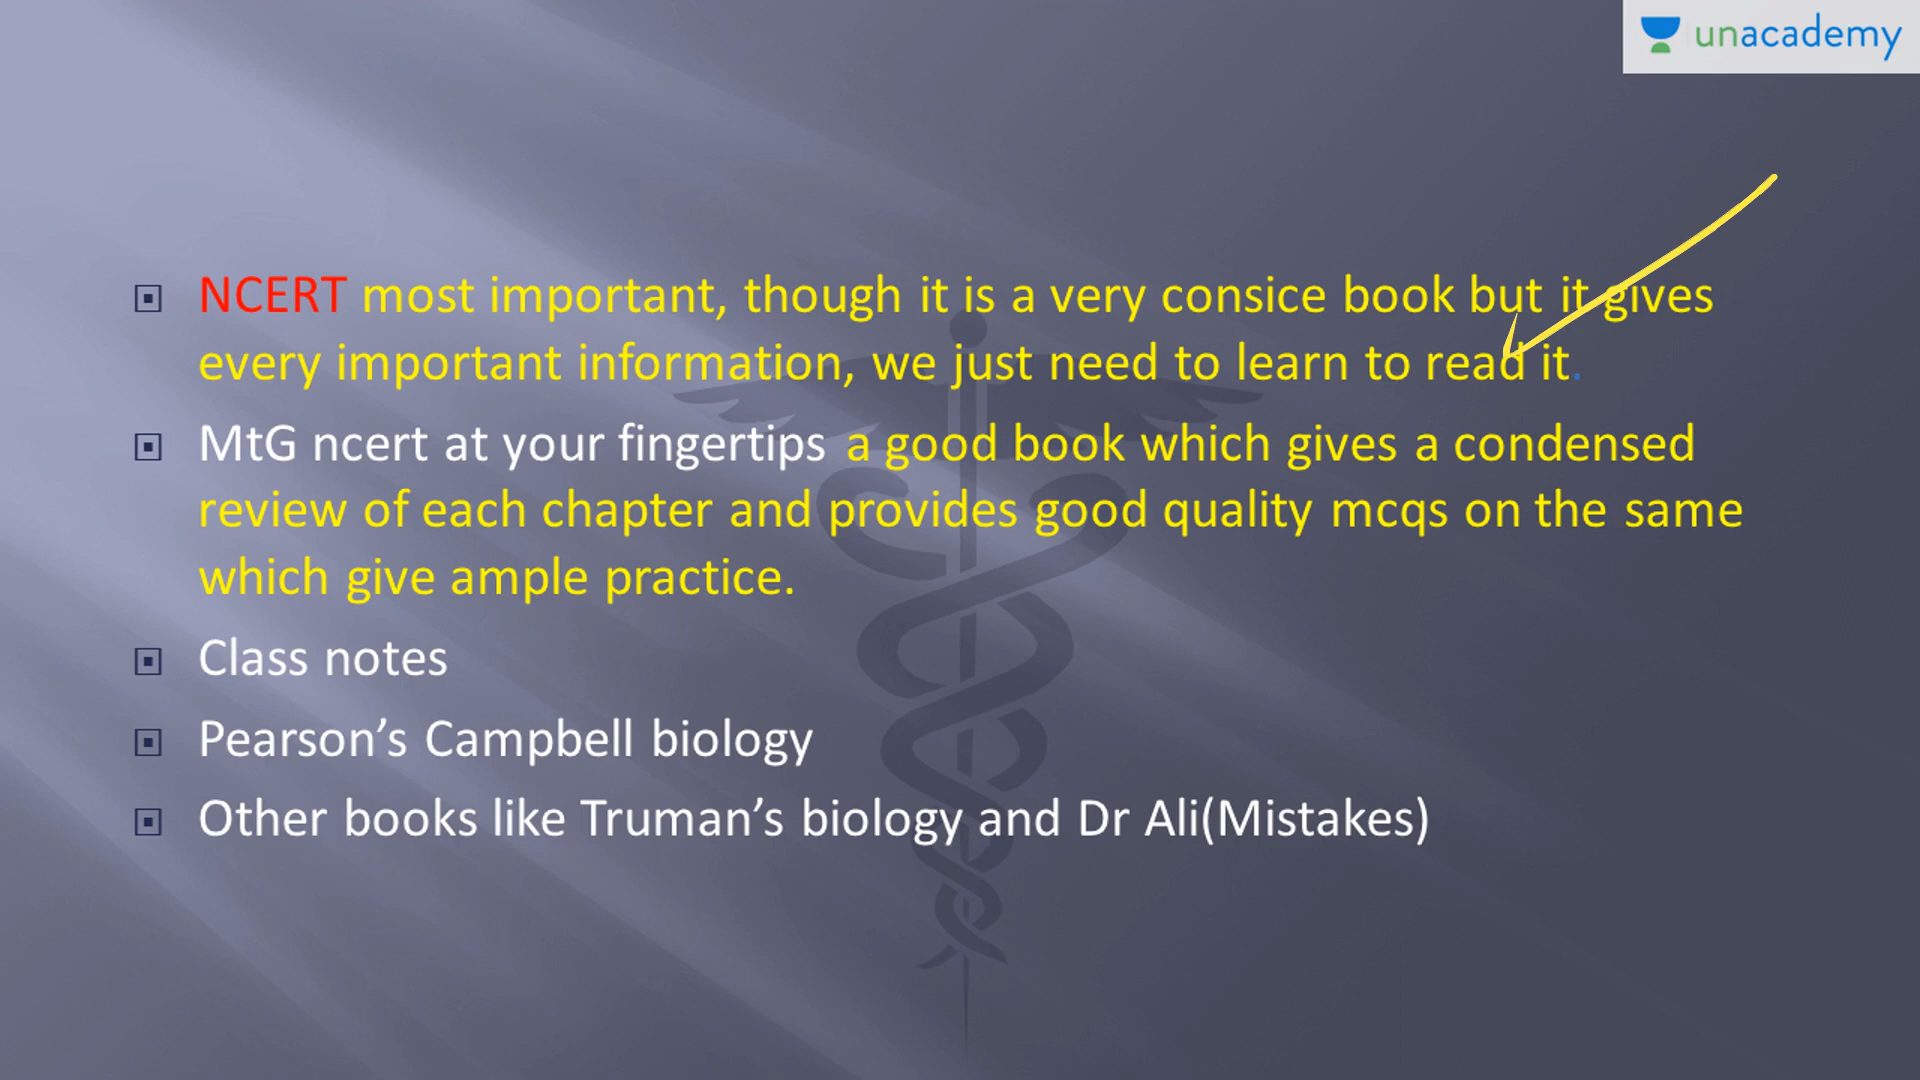 unacademy
NCERT most important, though it is a very consice book but it gives
every important information, we just need to learn to read it.
MtG ncert at your fingertips a good book which gives a condensed
review of each chapter and provides good quality mcqs on the same
which give ample practice.
Class notes
Pearson’s Campbell biology
Other books like Truman’s biology and Dr Ali(Mistakes)